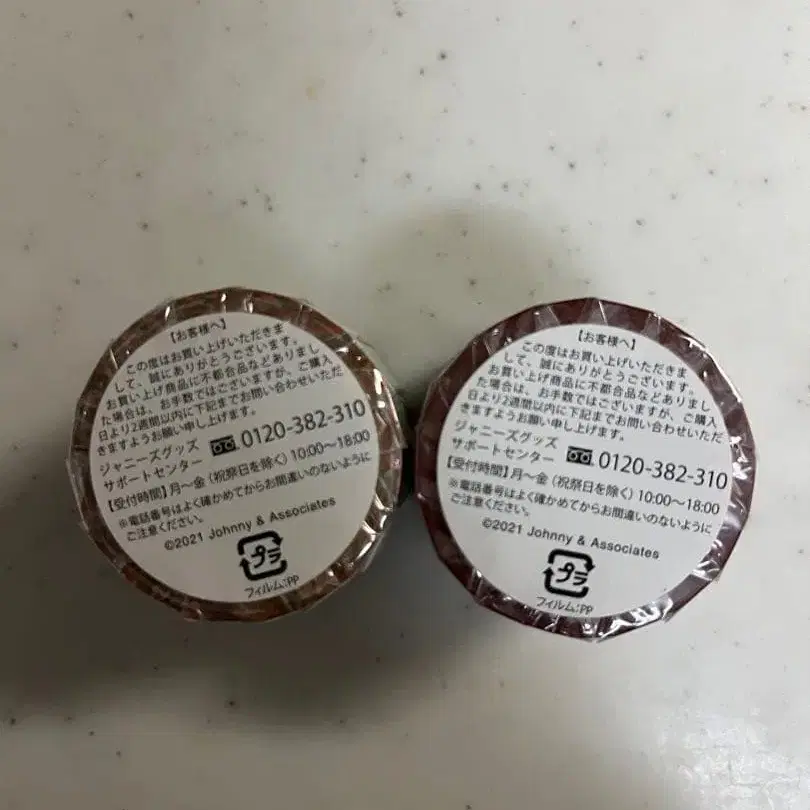 【お客様へ】
この度はお買い上げいただきま
して、誠にありがとうございます。
お買い上げ商品に不都合品などありまし
た場合は、お手数ではございますが、ご購入
日より2週間以内に下記までお問い合わせいただ
きますようお願い申し上げます。
ジャニーズグッズ
サポートセンター 0120-382-310
【受付時間】月〜金（祝祭日を除く）10:00〜18:00
※電話番号はよく確かめてからお間違いのないように
ご注意ください。
©2021 Johnny & Associates
プラ
フィルム:PP
【お客様へ】
この度はお買い上げいただきま
して、誠にありがとうございます。
お買い上げ商品に不都合品などありまし
た場合は、お手数ではございますが、ご購入
日より2週間以内に下記までお問い合わせいただ
きますようお願い申し上げます。
ジャニーズグッズ
サポートセンター 0120-382-310
【受付時間】月〜金（祝祭日を除く）10:00〜18:00
※電話番号はよく確かめてからお間違いのないように
ご注意ください。
©2021 Johnny & Associates
プラ
フィルム:PP